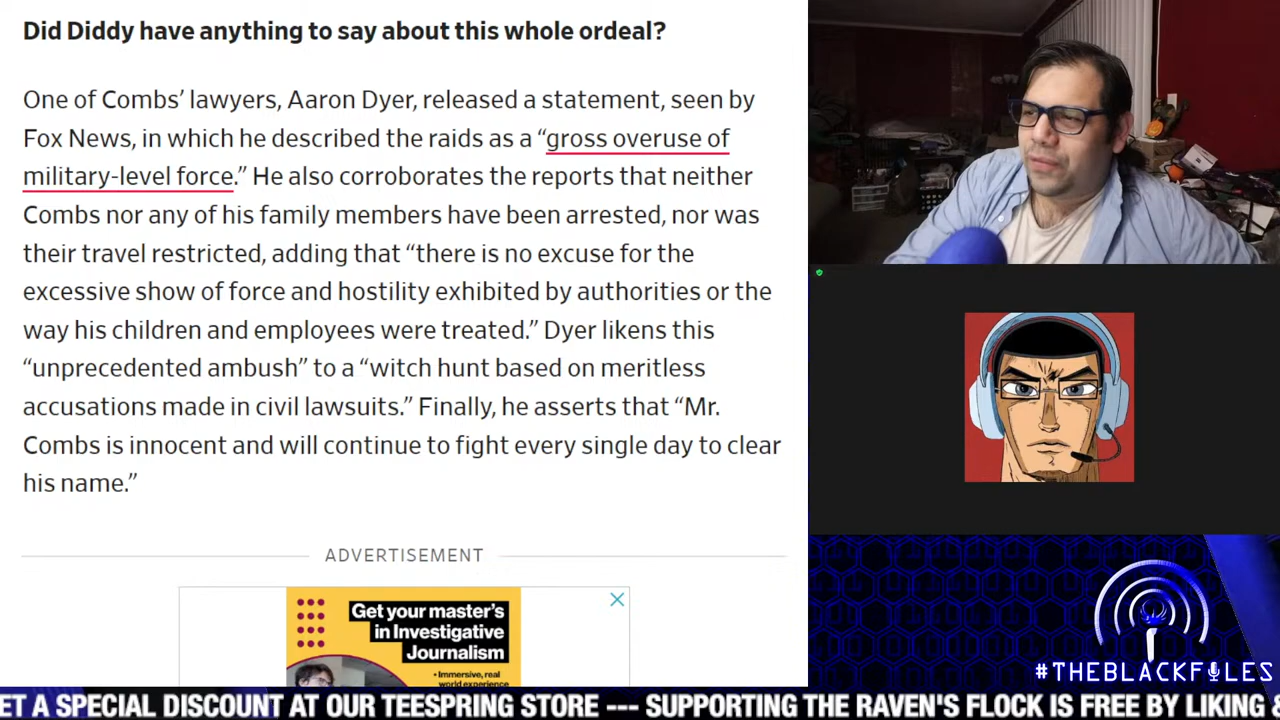 Did Diddy have anything to say about this whole ordeal?
One of Combs’ lawyers, Aaron Dyer, released a statement, seen by
Fox News, in which he described the raids as a “gross overuse of
military-level force.” He also corroborates the reports that neither
Combs nor any of his family members have been arrested, nor was
their travel restricted, adding that “there is no excuse for the
excessive show of force and hostility exhibited by authorities or the
way his children and employees were treated.” Dyer likens this
“unprecedented ambush” to a “witch hunt based on meritless
accusations made in civil lawsuits.” Finally, he asserts that “Mr.
Combs is innocent and will continue to fight every single day to clear
his name.”
ADVERTISEMENT
Get your master's
in Investigative
Journalism
• Immersive, real
world experience
#THEBLACKFILES
ET A SPECIAL DISCOUNT AT OUR TEESPRING STORE --- SUPPORTING THE RAVEN'S FLOCK IS FREE BY LIKING &